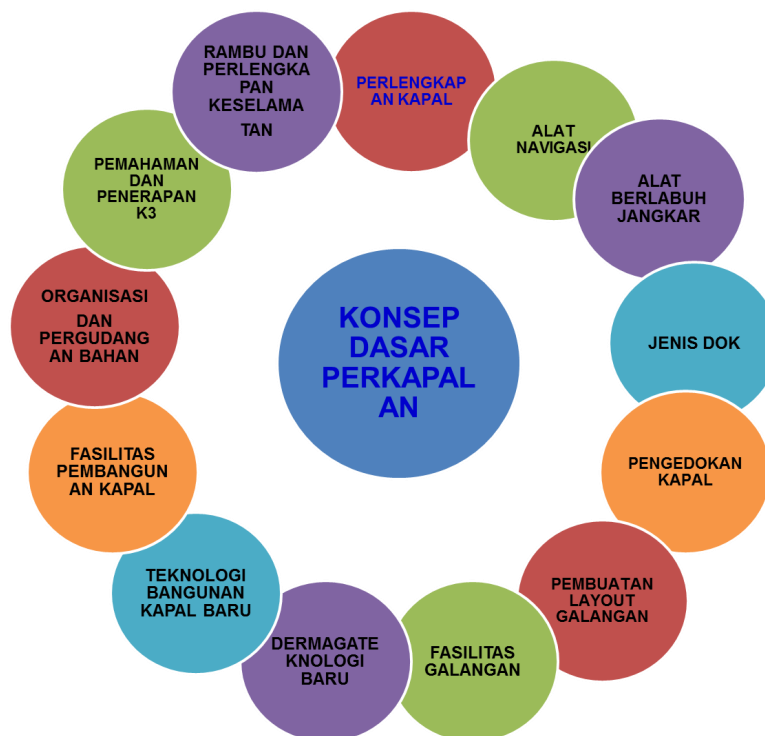 RAMBU DAN
PERLENGKA
PAN
KESELAMA
TAN
PERLENGKAP
AN KAPAL
ALAT
NAVIGASI
ALAT
BERLABUH
JANGKAR
JENIS DOK
PENGEDOKAN
KAPAL
PEMBUATAN
LAYOUT
GALANGAN
FASILITAS
GALANGAN
DERMAGATE
KNOLOGI
BARU
TEKNOLOGI
BANGUNAN
KAPAL BARU
FASILITAS
PEMBANGUN
AN KAPAL
ORGANISASI
DAN
PERGUDANG
AN BAHAN
PEMAHAMAN
DAN
PENERAPAN
K3
KONSEP
DASAR
PERKAPAL
AN